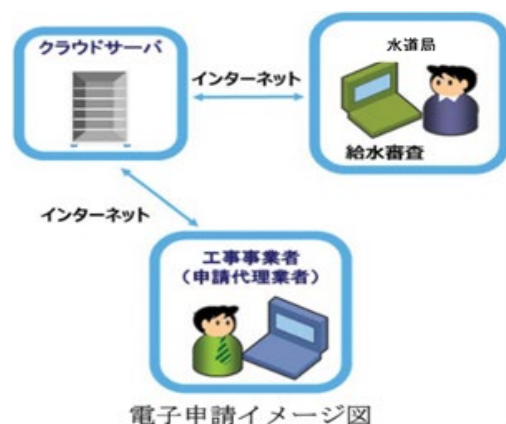 クラウドサーバ
水道局
インターネット
給水審査
インターネット
工事事業者
（申請代理業者）
電子申請イメージ図